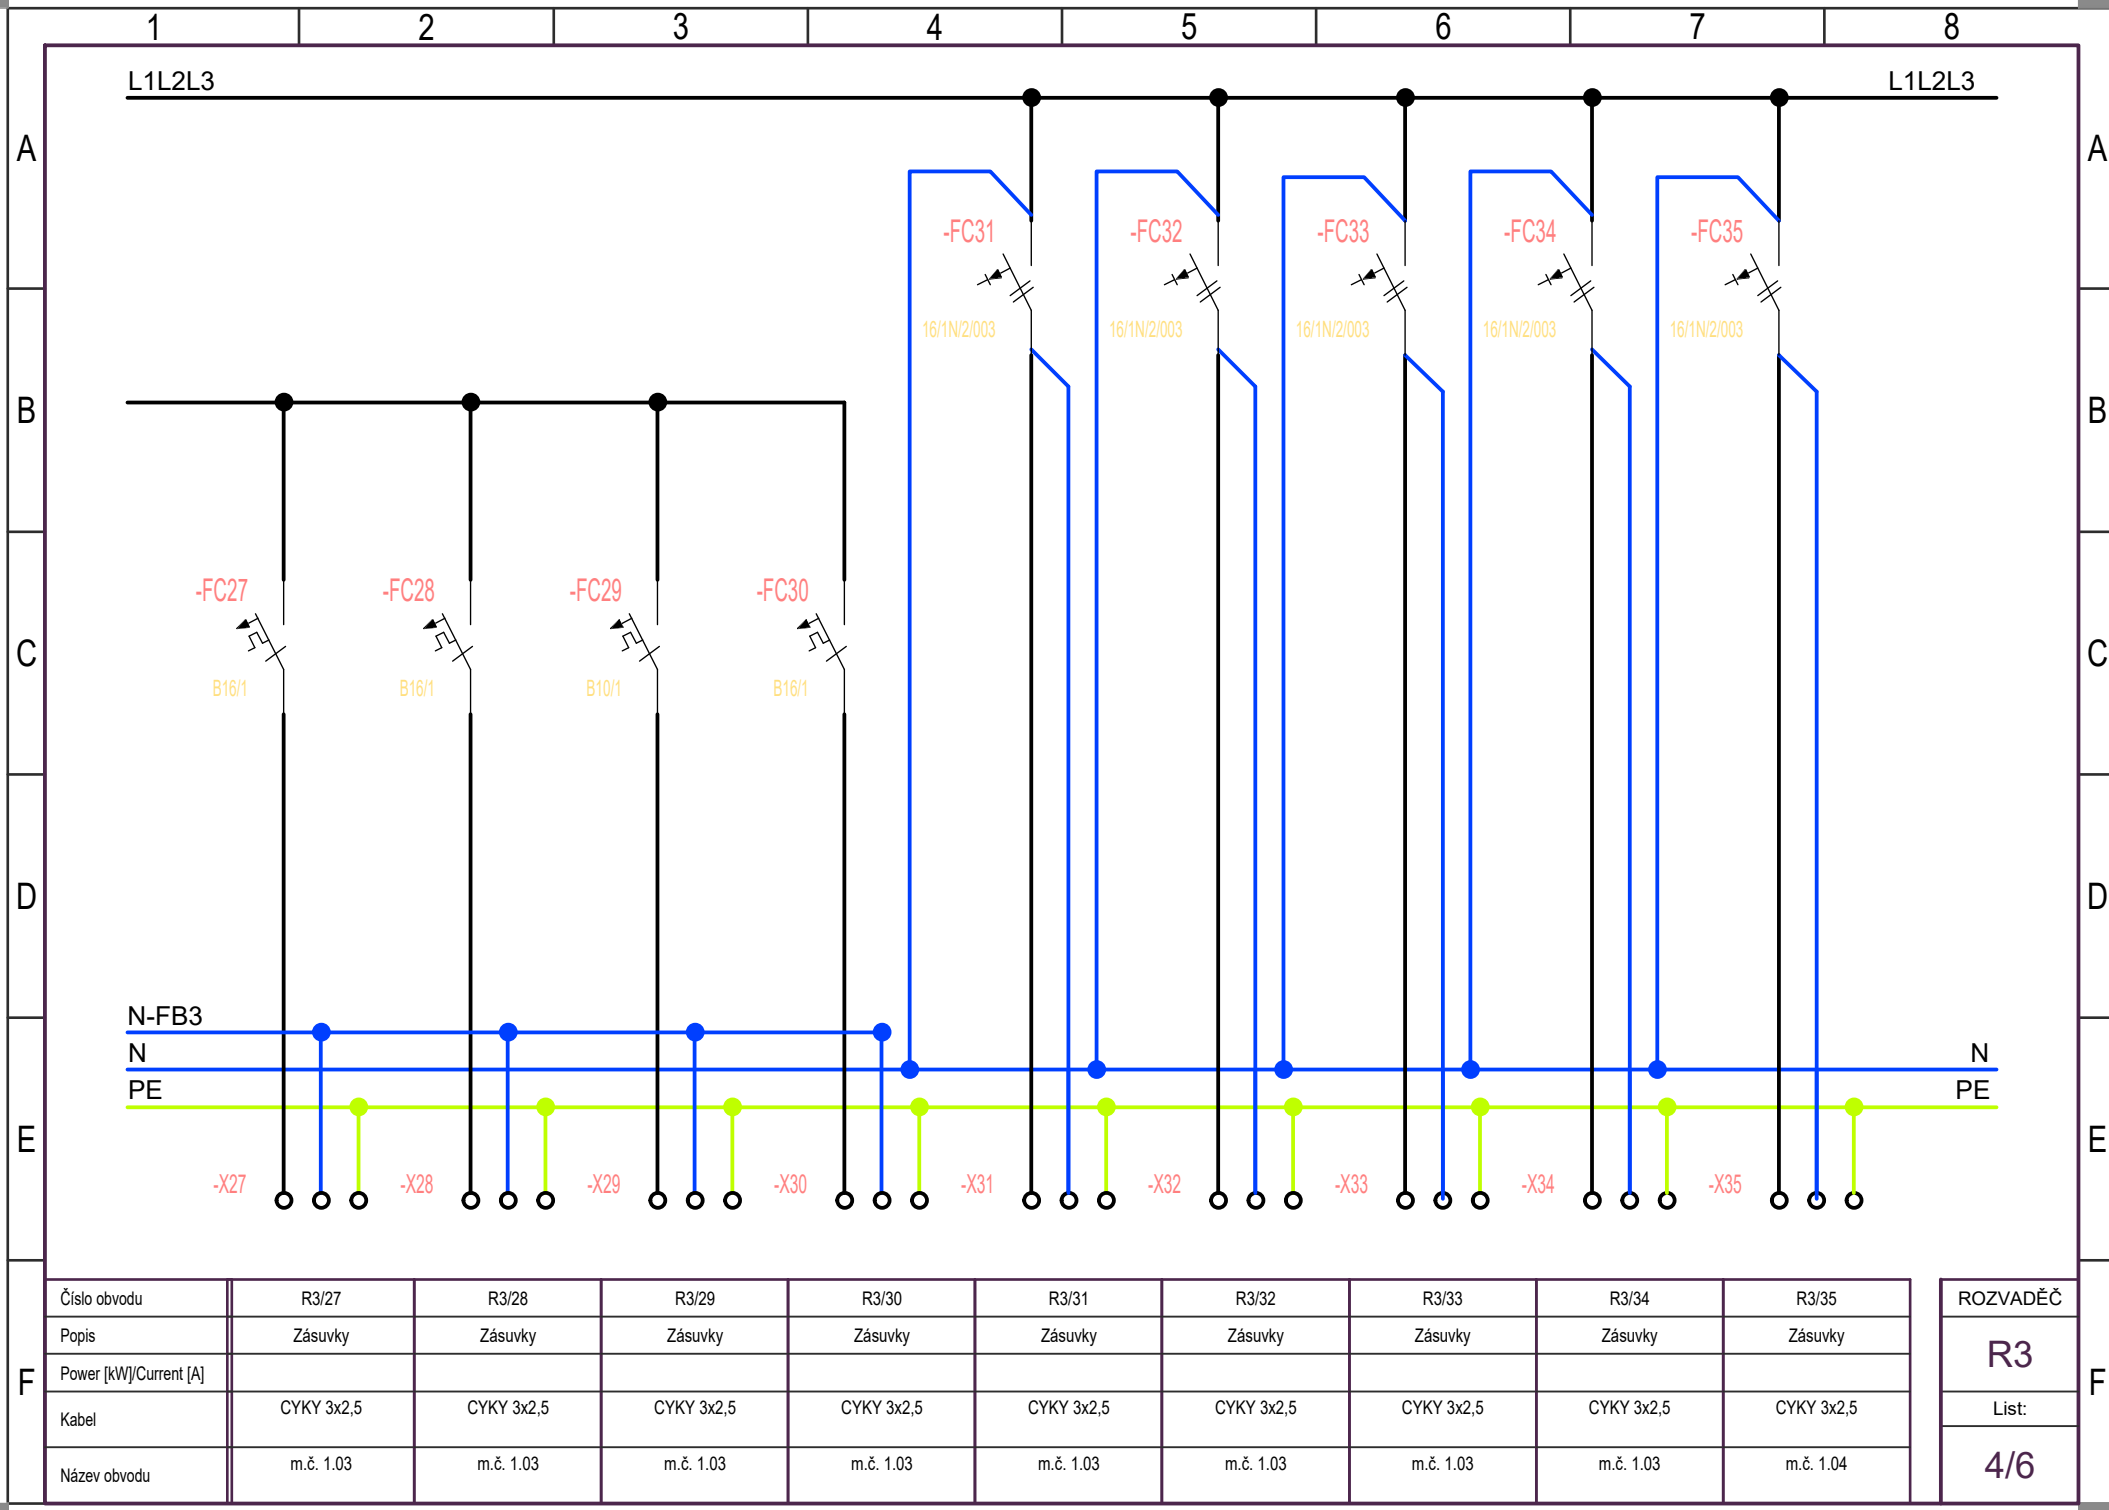 1 2 3 4 5 6 7 8
L1L2L3 L1L2L3
A A
-FC31 -FC32 -FC33 -FC34 -FC35
16/1N/2/003 16/1N/2/003 16/1N/2/003 16/1N/2/003 16/1N/2/003
B B
-FC27 -FC28 -FC29 -FC30
C C
B16/1 B16/1 B10/1 B16/1
D D
N-FB3
N N
PE PE
E E
-X27 -X28 -X29 -X30 -X31 -X32 -X33 -X34 -X35
Číslo obvodu R3/27 R3/28 R3/29 R3/30 R3/31 R3/32 R3/33 R3/34 R3/35 ROZVADĚČ
Popis Zásuvky Zásuvky Zásuvky Zásuvky Zásuvky Zásuvky Zásuvky Zásuvky Zásuvky
R3
Power [kW]/Current [A]
F F
Kabel CYKY 3x2,5 CYKY 3x2,5 CYKY 3x2,5 CYKY 3x2,5 CYKY 3x2,5 CYKY 3x2,5 CYKY 3x2,5 CYKY 3x2,5 CYKY 3x2,5 List:
Název obvodu m.č. 1.03 m.č. 1.03 m.č. 1.03 m.č. 1.03 m.č. 1.03 m.č. 1.03 m.č. 1.03 m.č. 1.03 m.č. 1.04 4/6